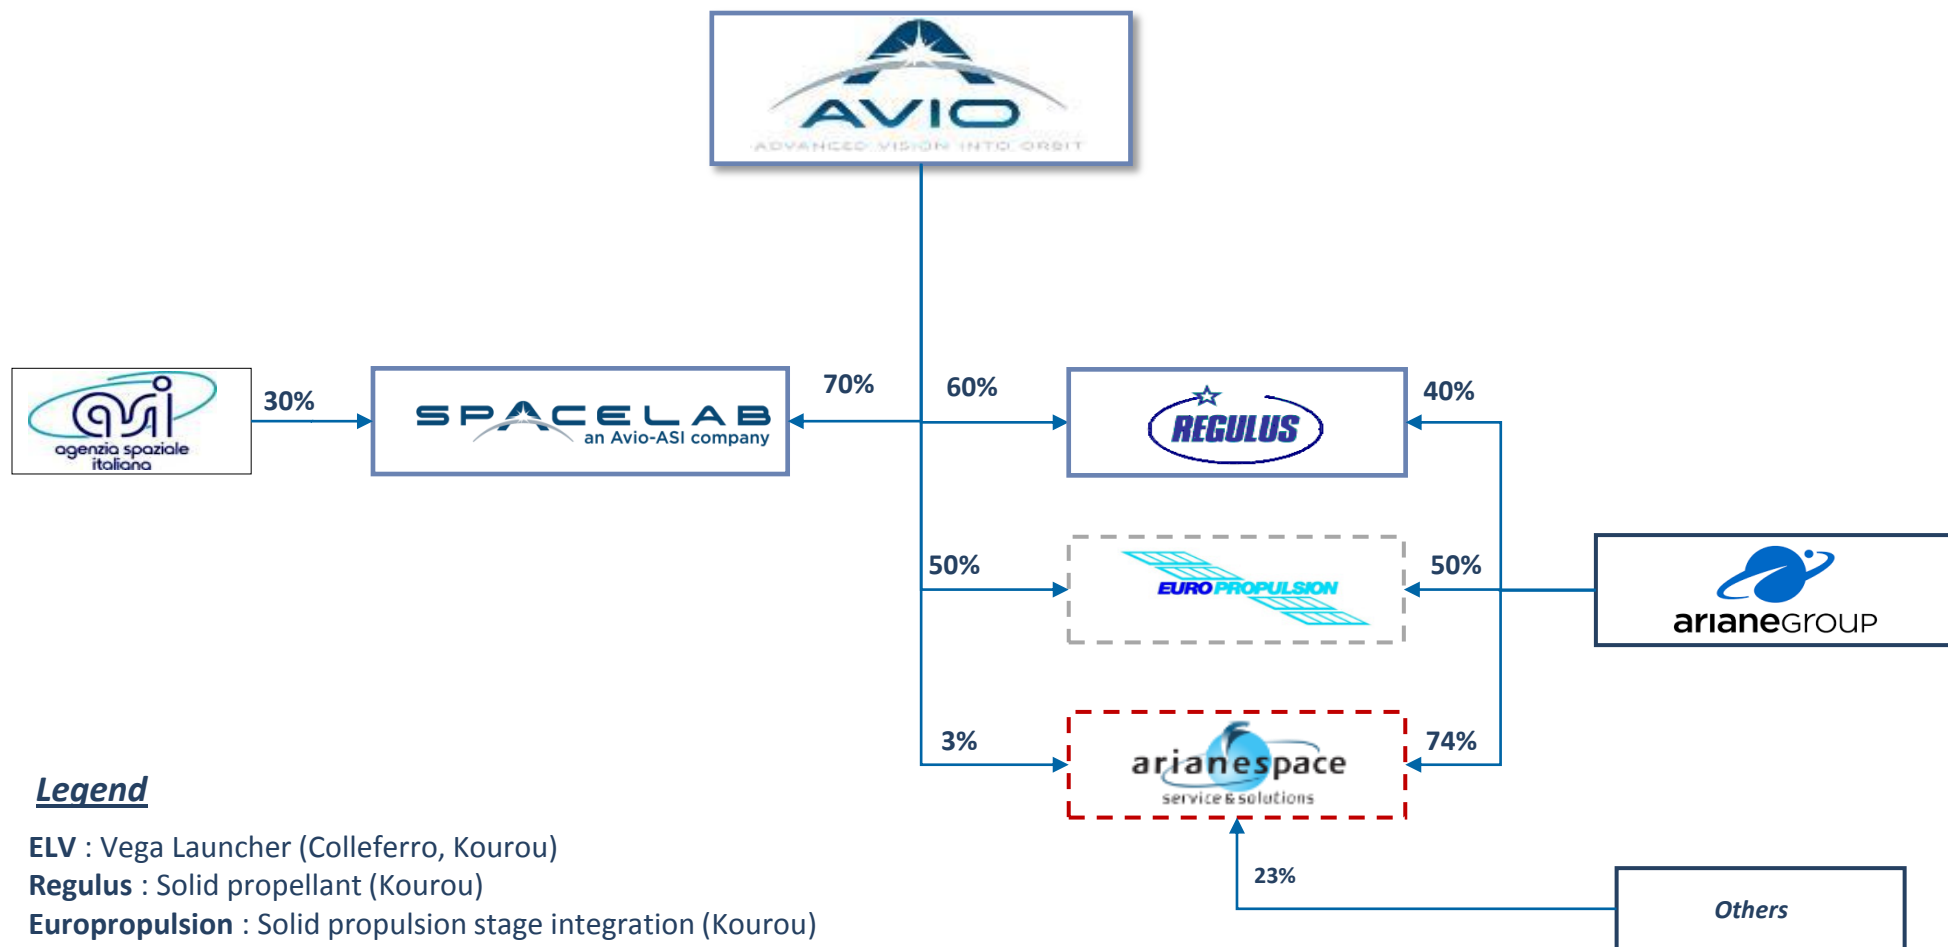 AVIO
ADVANCED VISION INTO ORBIT
asi
agenzia spaziale
italiana
30%
SPACELAB
an Avio-ASI company
70%
60%
REGULUS
40%
50%
EUROPROPULSION
50%
arianeGROUP
3%
arianespace
service & solutions
74%
23%
Others
Legend
ELV : Vega Launcher (Colleferro, Kourou)
Regulus : Solid propellant (Kourou)
Europropulsion : Solid propulsion stage integration (Kourou)